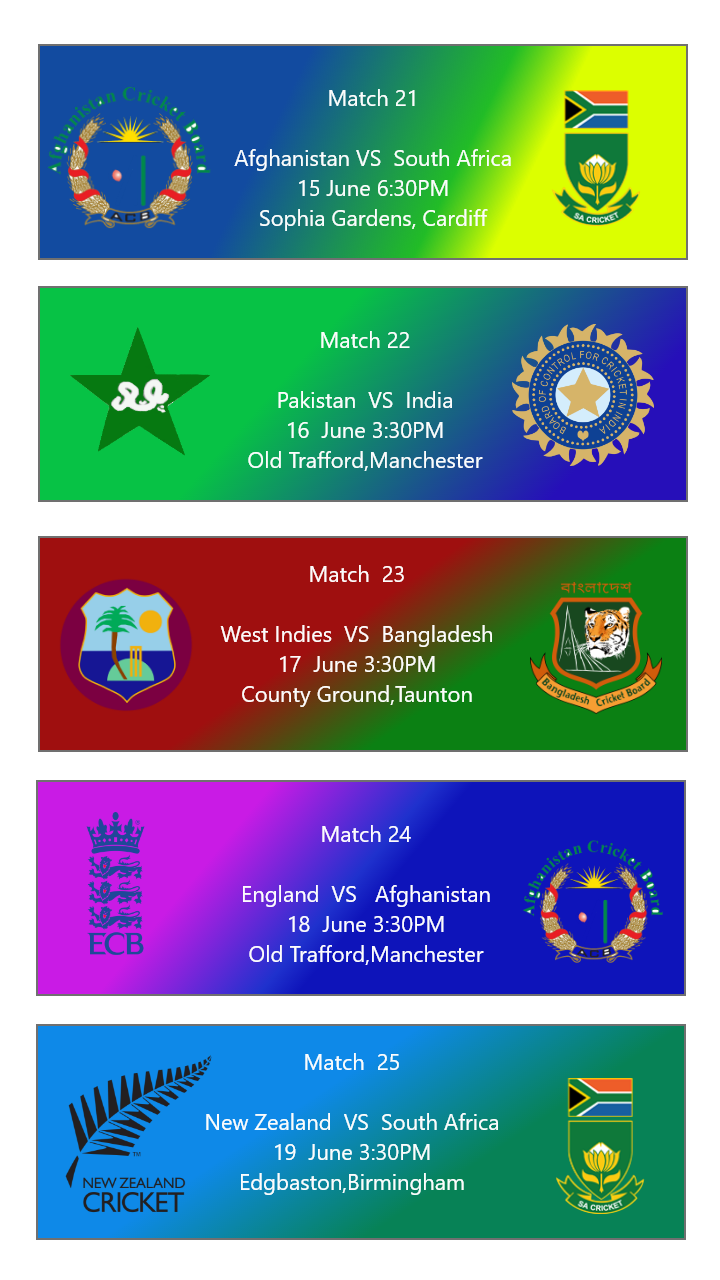 Match 21
Afghanistan Cricket Board
Afghanistan VS South Africa
15 June 6:30PM
Sophia Gardens, Cardiff
ACB
SA CRICKET
Match 22
BOARD OF CONTROL FOR CRICKET IN INDIA
Pakistan VS India
16 June 3:30PM
Old Trafford,Manchester
Match 23
বাংলাদেশ
West Indies VS Bangladesh
17 June 3:30PM
County Ground,Taunton
Bangladesh Cricket Board
Match 24
Afghanistan Cricket Board
England VS Afghanistan
18 June 3:30PM
Old Trafford,Manchester
ECB
ACB
Match 25
New Zealand VS South Africa
19 June 3:30PM
Edgbaston,Birmingham
TM
NEW ZEALAND
CRICKET
SA CRICKET